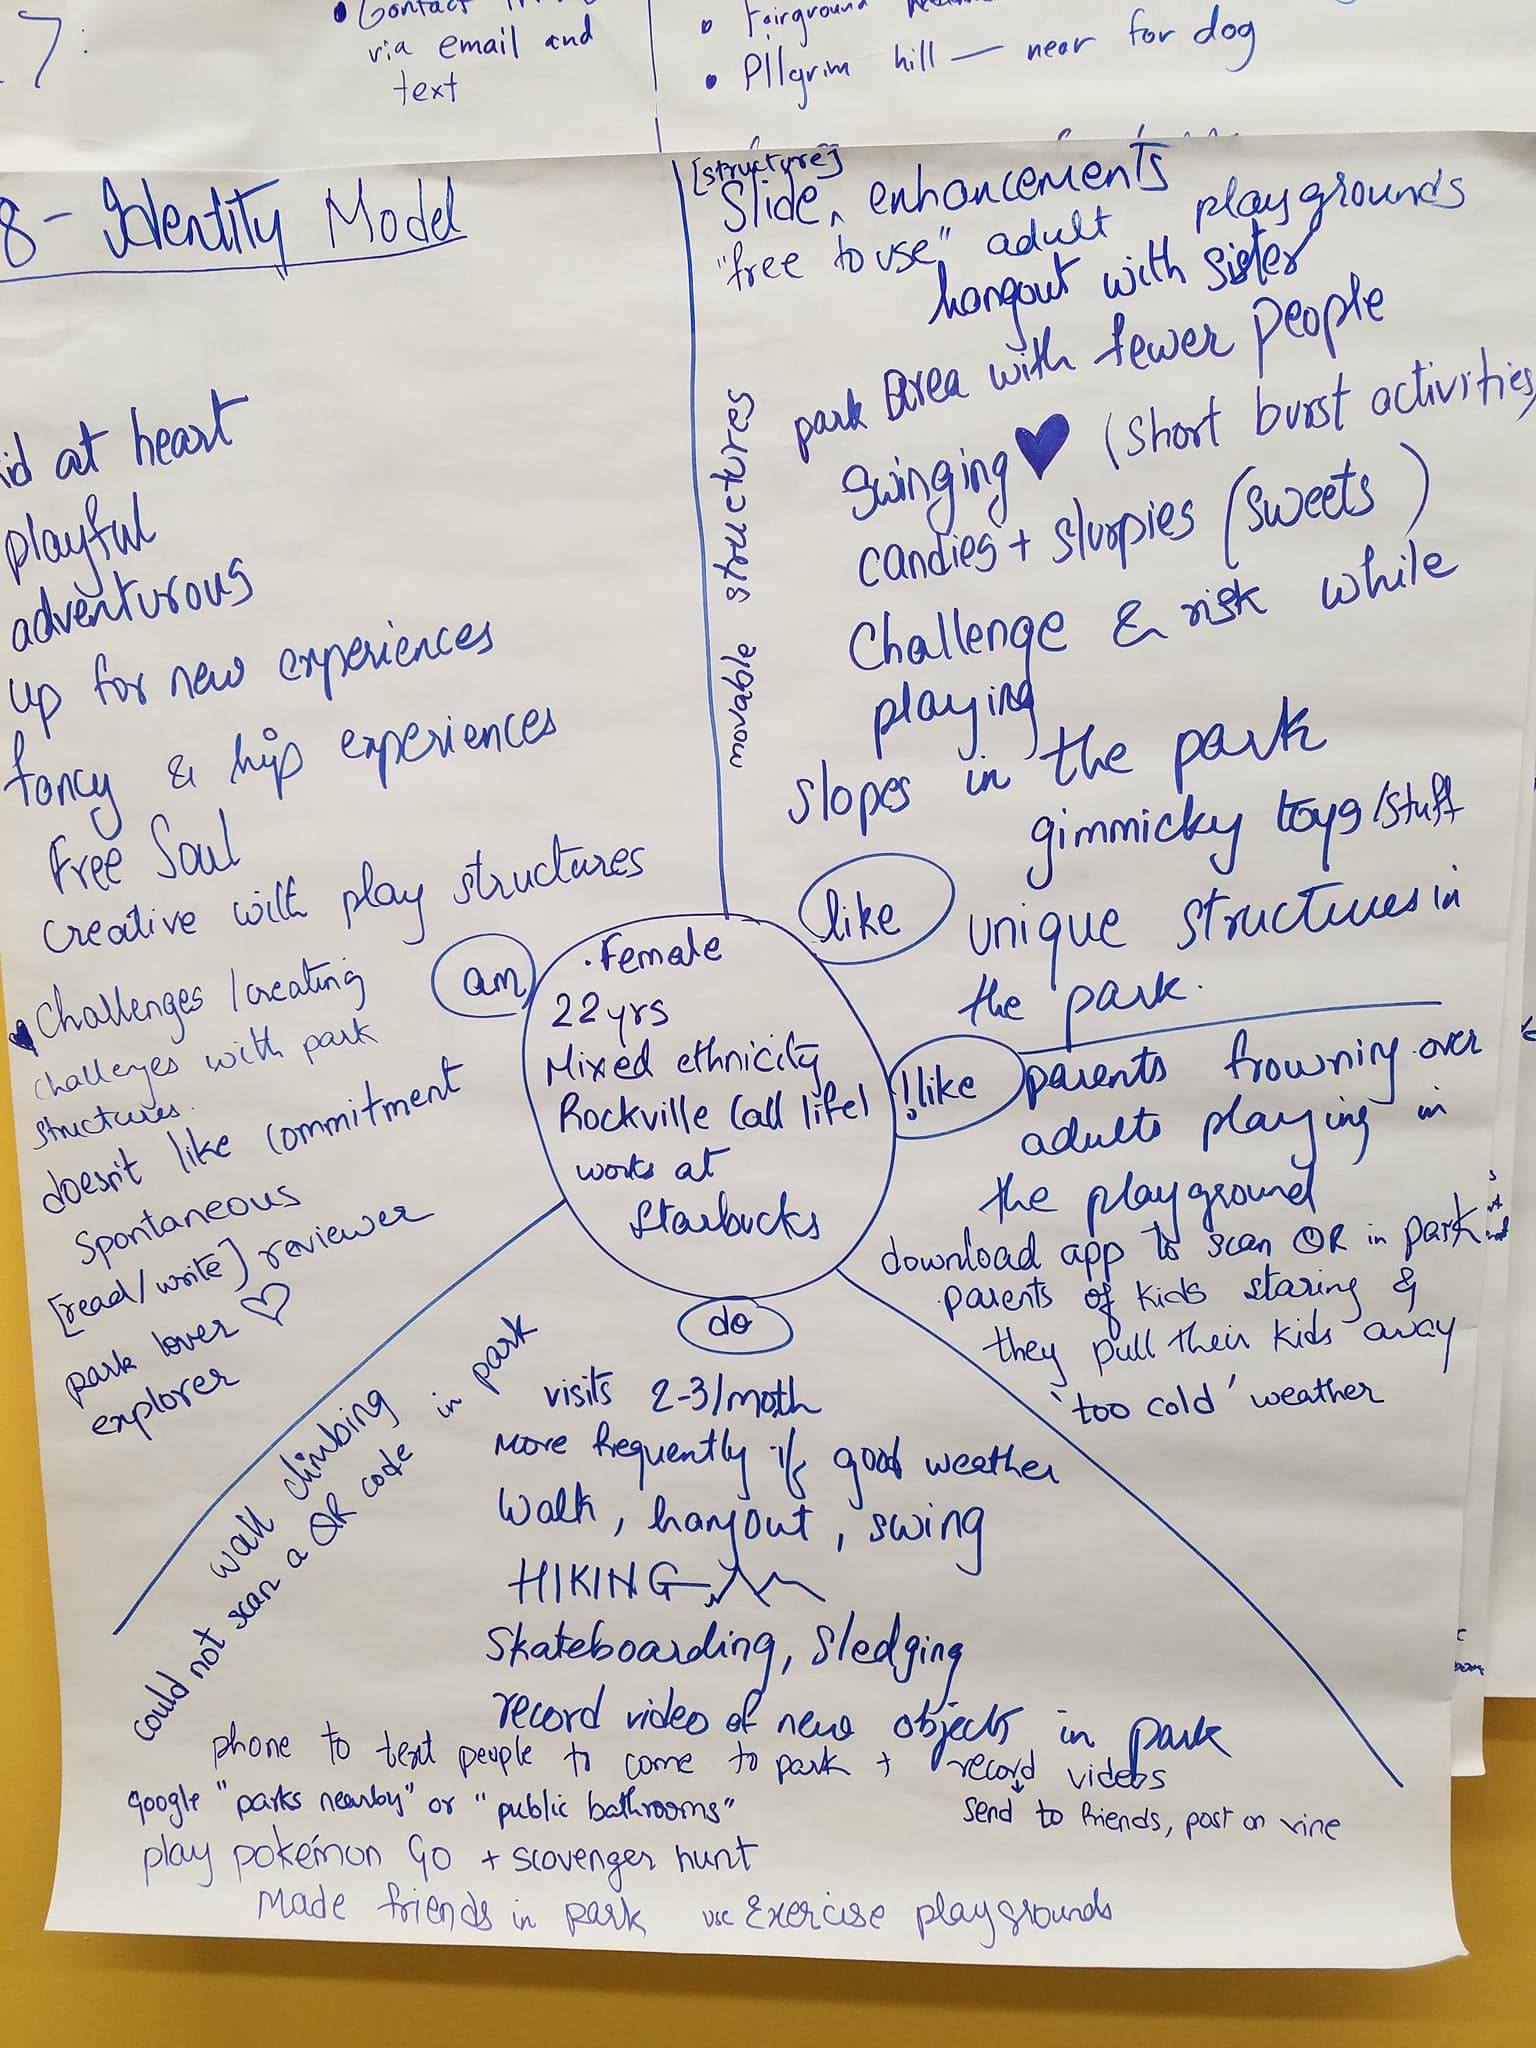 7:
via email and
text
Fairground
Pilgrim hill — near for dog
8 - Identity Model
id at heart
playful
adventurous
up for new experiences
fancy & hip experiences
Free Soul
creative with play structures
challenges / creating
challenges with park
structures.
doesn't like commitment
Spontaneous
[read/write] reviewer
park lover ♡
explorer
am
[structure]
Slide ^ enhancements
"free to use" adult playgrounds
hangout with sister
park area with fewer people
swinging ♥ (short burst activities)
candies + slurpies (sweets)
Challenge & risk while
playing
slopes in the park
gimmicky toys/stuff
unique structures in
the park.
movable structures
like
. Female
22 yrs
Mixed ethnicity
Rockville (all life)
works at
Starbucks
!like
parents frowning over
adults playing in
the playground
download app to scan QR in park
parents of kids staring &
they pull their kids away
'too cold' weather
do
wall climbing
could not scan a QR code in park
visits 2-3/moth
more frequently if good weather
walk, hangout, swing
HIKING
Skateboarding, Sledging
record video of new objects in park
phone to text people to come to park + record videos
send to friends, post on vine
google "parks nearby" or "public bathrooms"
play pokémon Go + scavenger hunt
made friends in park use Exercise playgrounds